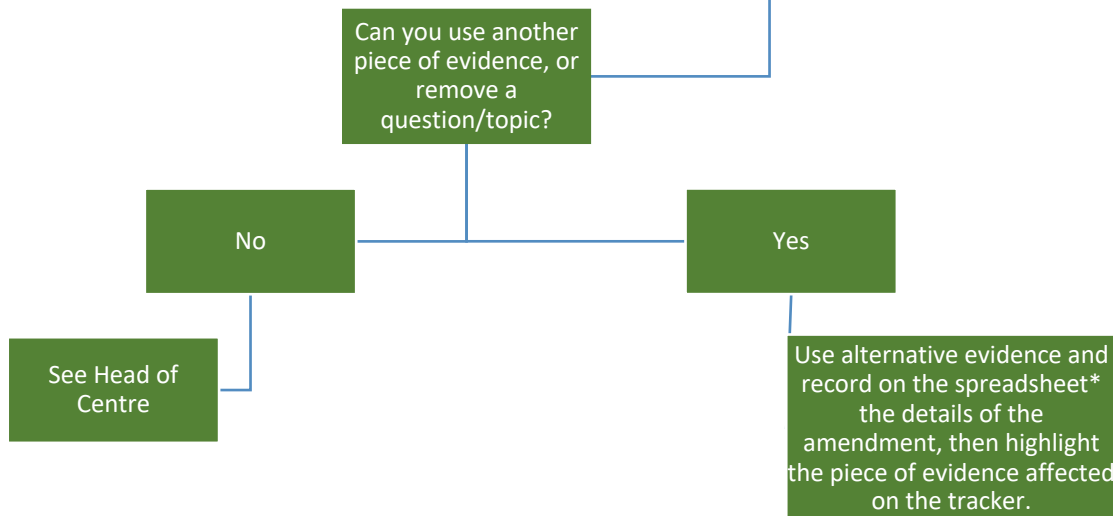 Can you use another
piece of evidence, or
remove a
question/topic?
No
Yes
See Head of
Centre
Use alternative evidence and
record on the spreadsheet*
the details of the
amendment, then highlight
the piece of evidence affected
on the tracker.